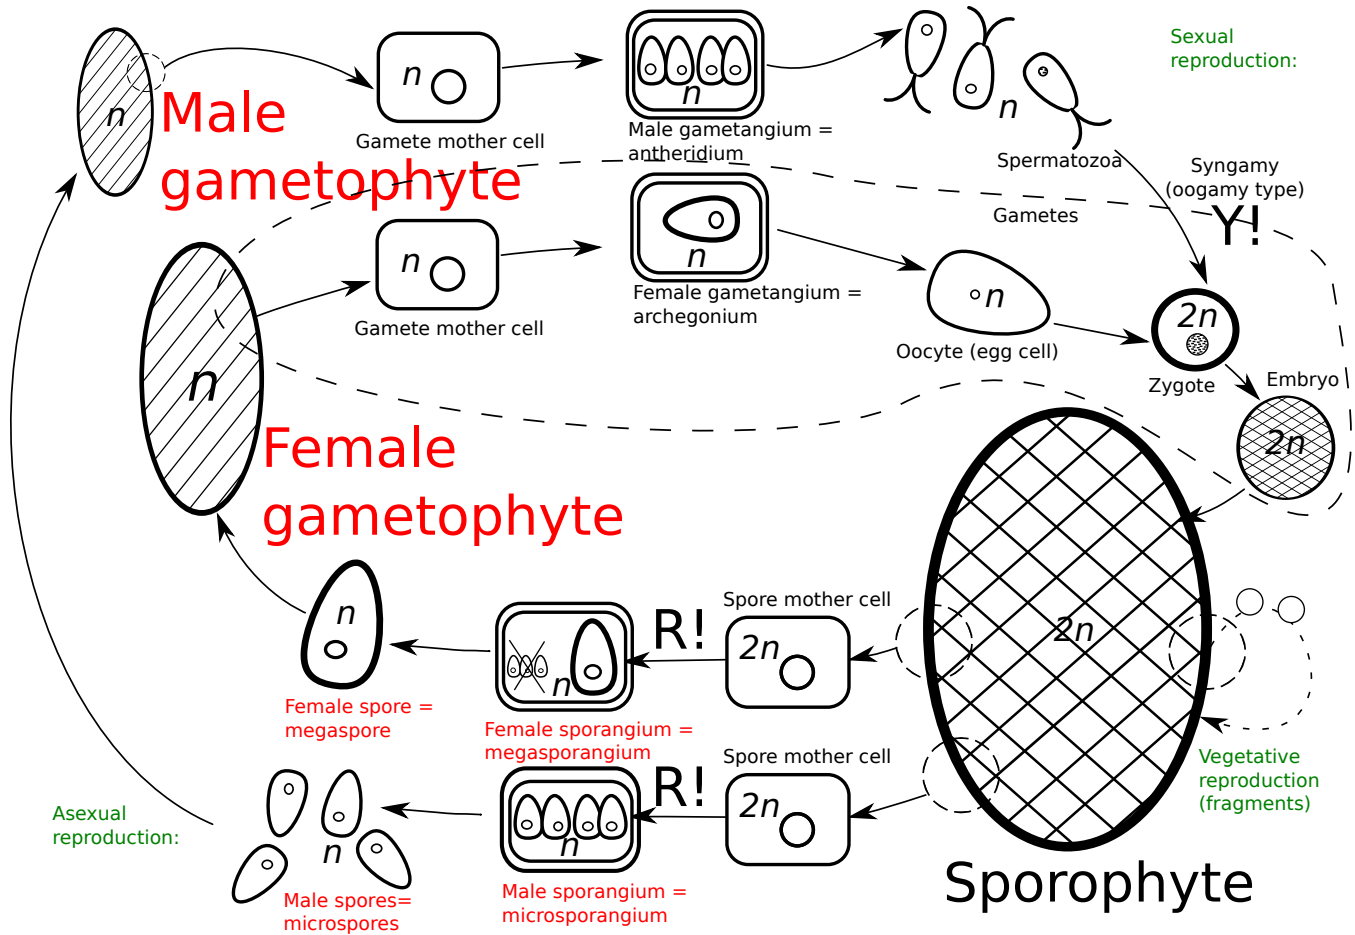 n
Male
gametophyte
n
Gamete mother cell
n
Male gametangium =
antheridium
n
Spermatozoa
Gametes
Sexual
reproduction:
Syngamy
(oogamy type)
Y!
n
Female
gametophyte
n
Gamete mother cell
n
Female gametangium =
archegonium
n
Oocyte (egg cell)
2n
Zygote
Embryo
2n
2n
Sporophyte
Vegetative
reproduction
(fragments)
Spore mother cell
2n
R!
n
Female sporangium =
megasporangium
n
Female spore =
megaspore
Spore mother cell
2n
R!
n
Male sporangium =
microsporangium
n
Male spores=
microspores
Asexual
reproduction: